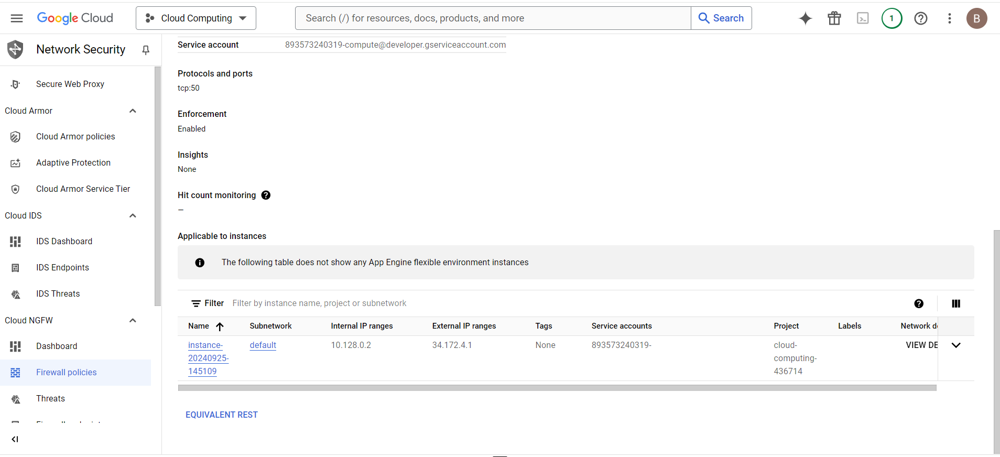 Google Cloud
Cloud Computing
Search (/) for resources, docs, products, and more
Search
1
B
Network Security
Secure Web Proxy
Cloud Armor
Cloud Armor policies
Adaptive Protection
Cloud Armor Service Tier
Cloud IDS
IDS Dashboard
IDS Endpoints
IDS Threats
Cloud NGFW
Dashboard
Firewall policies
Threats
Service account 893573240319-compute@developer.gserviceaccount.com
Protocols and ports
tcp:50
Enforcement
Enabled
Insights
None
Hit count monitoring
—
Applicable to instances
The following table does not show any App Engine flexible environment instances
Filter Filter by instance name, project or subnetwork
Name Subnetwork Internal IP ranges External IP ranges Tags Service accounts Project Labels Network d
instance- default 10.128.0.2 34.172.4.1 None 893573240319- cloud- VIEW DE
20240925- computing-
145109 436714
EQUIVALENT REST